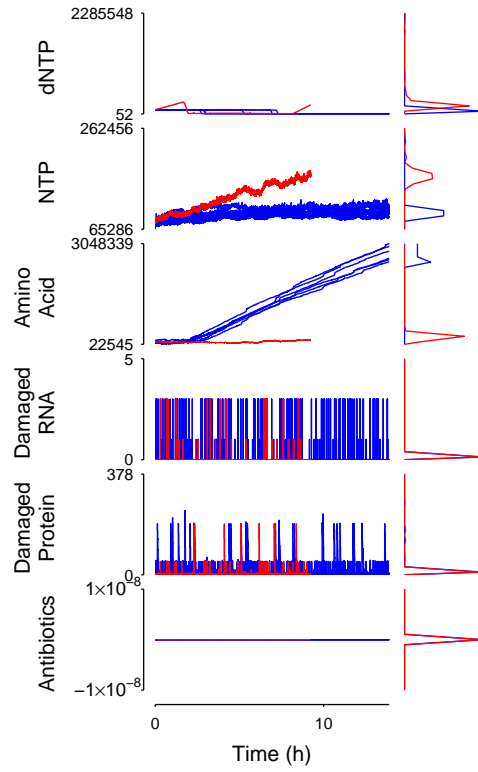 2285548
dNTP
52
262456
NTP
65286
3048339
Amino
Acid
22545
5
Damaged
RNA
0
378
Damaged
Protein
0
1×10⁻⁸
Antibiotics
−1×10⁻⁸
0 10
Time (h)